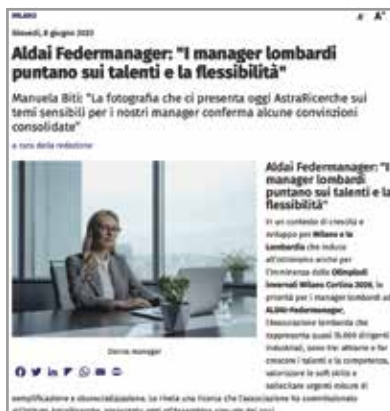 MILANO
A A+
Giovedì, 8 giugno 2023
Aldai Federmanager: "I manager lombardi
puntano sui talenti e la flessibilità"
Manuela Biti: "La fotografia che ci presenta oggi AstraRicerche sui
temi sensibili per i nostri manager conferma alcune convinzioni
consolidate"
a cura della redazione
Aldai Federmanager: "I
manager lombardi
puntano sui talenti e la
flessibilità"
In un contesto di crescita e
sviluppo per Milano e la
Lombardia che induce
all'ottimismo anche per
l'imminenza delle Olimpiadi
Invernali Milano Cortina 2026, le
priorità per i manager lombardi di
ALDAI-Federmanager,
l'Associazione lombarda che
rappresenta quasi 15.000 dirigenti
industriali, sono tre: attrarre e far
crescere i talenti e le competenze,
valorizzare le soft skills e
sollecitare urgenti misure di
Donna manager
semplificazione e sburocratizzazione. Lo rivela una ricerca che l'associazione ha commissionato